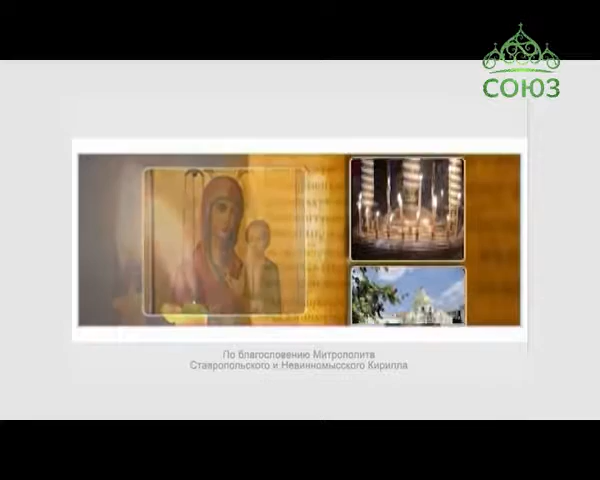 СОЮЗ
По благословению Митрополита
Ставропольского и Невинномысского Кирилла